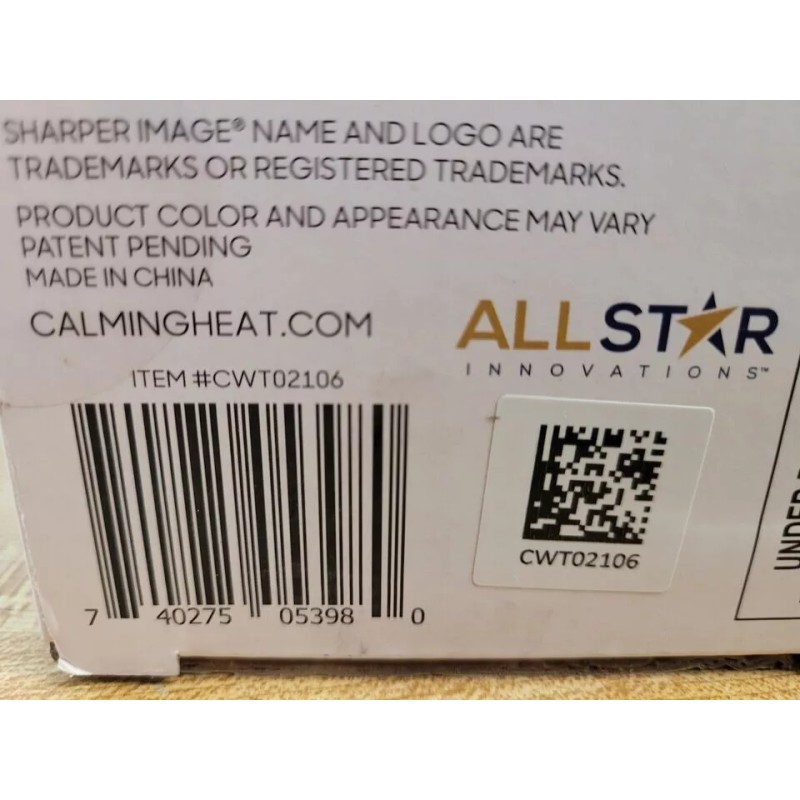 SHARPER IMAGE® NAME AND LOGO ARE
TRADEMARKS OR REGISTERED TRADEMARKS.
PRODUCT COLOR AND APPEARANCE MAY VARY
PATENT PENDING
MADE IN CHINA
CALMINGHEAT.COM
ALLSTAR
INNOVATIONS™
ITEM #CWT02106
CWT02106
7 40275 05398 0
UNDER